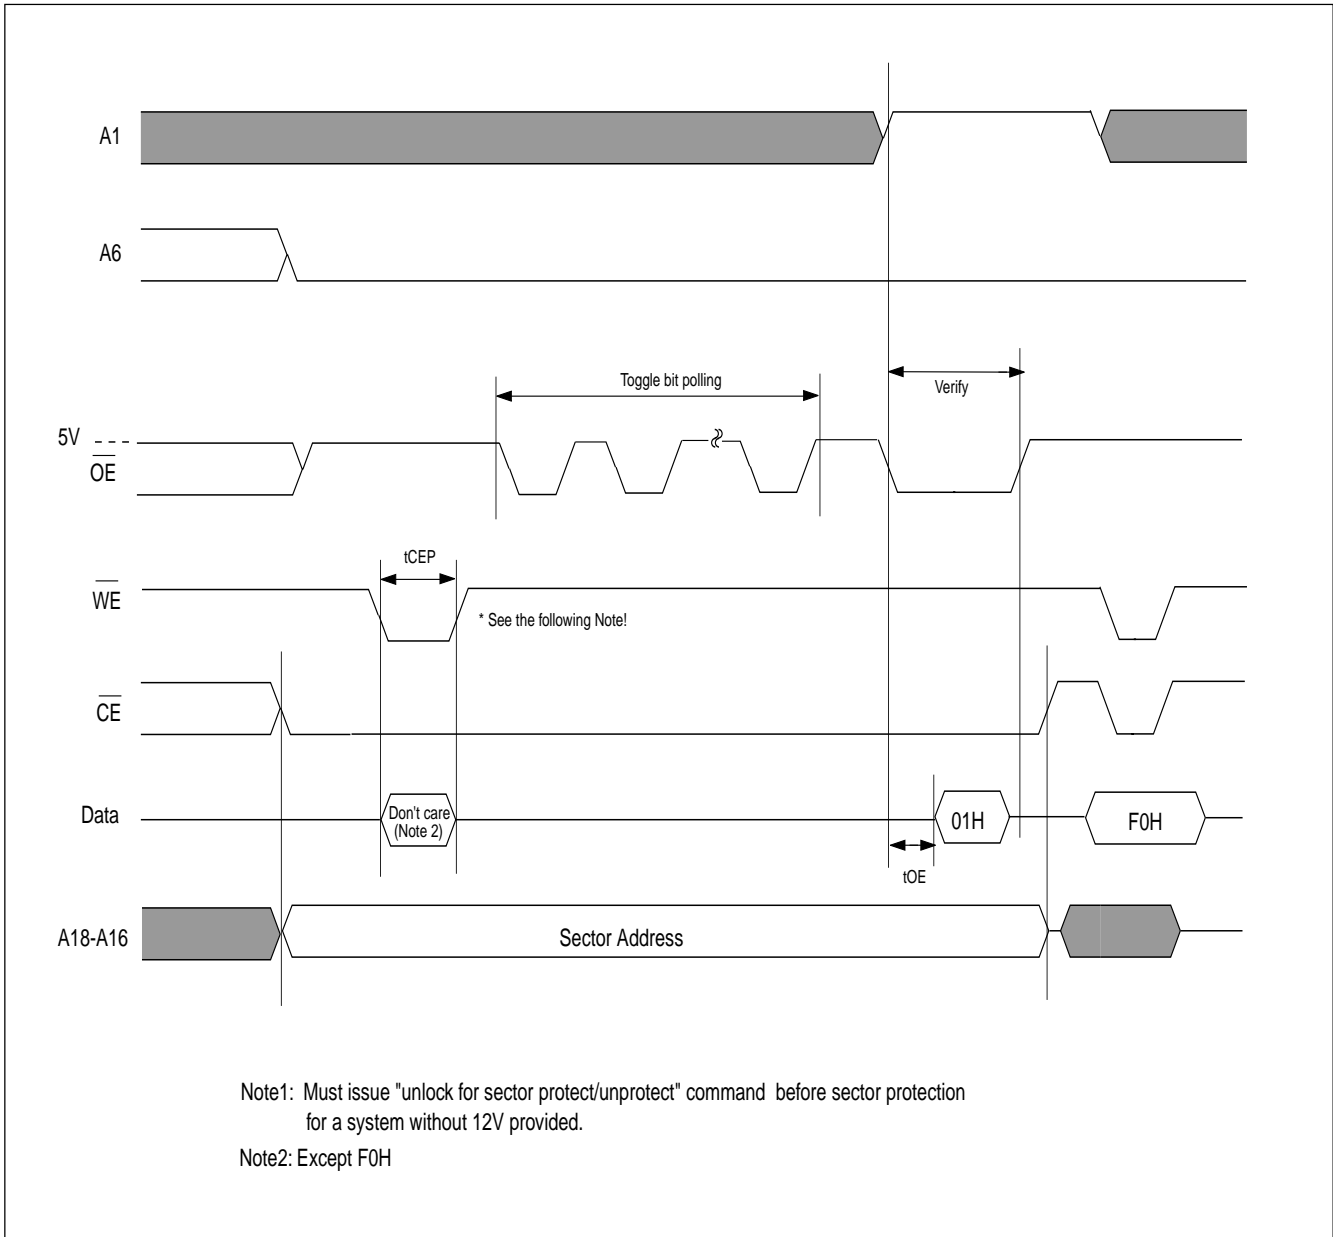 A1
A6
Toggle bit polling
Verify
5V
OE
tCEP
WE
* See the following Note!
CE
Data
Don't care
(Note 2)
01H
F0H
tOE
A18-A16
Sector Address
Note1: Must issue "unlock for sector protect/unprotect" command before sector protection
for a system without 12V provided.
Note2: Except F0H